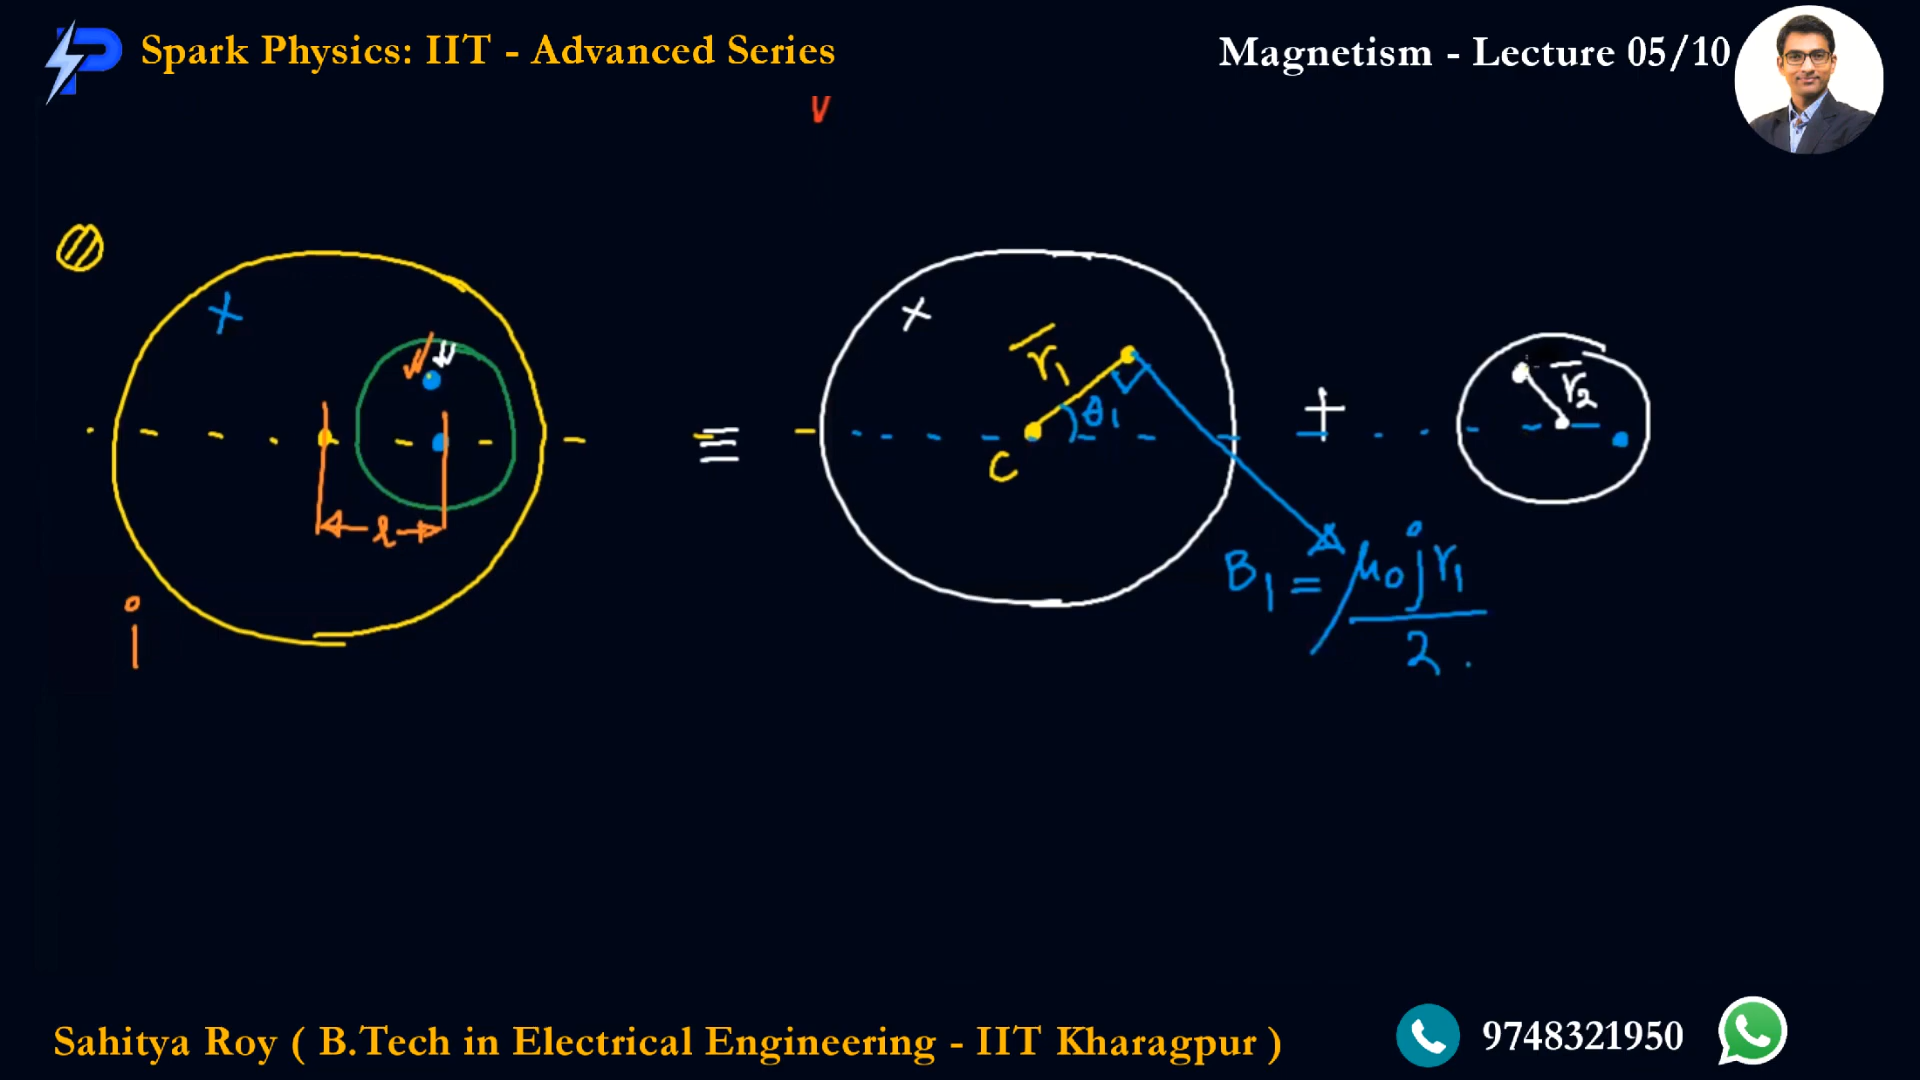 Spark Physics: IIT - Advanced Series
Magnetism - Lecture 05/10
r₁
θ₁
C
+
r₂
≡
l
i
B₁ = μ₀jr₁/2
Sahitya Roy ( B.Tech in Electrical Engineering - IIT Kharagpur )
9748321950